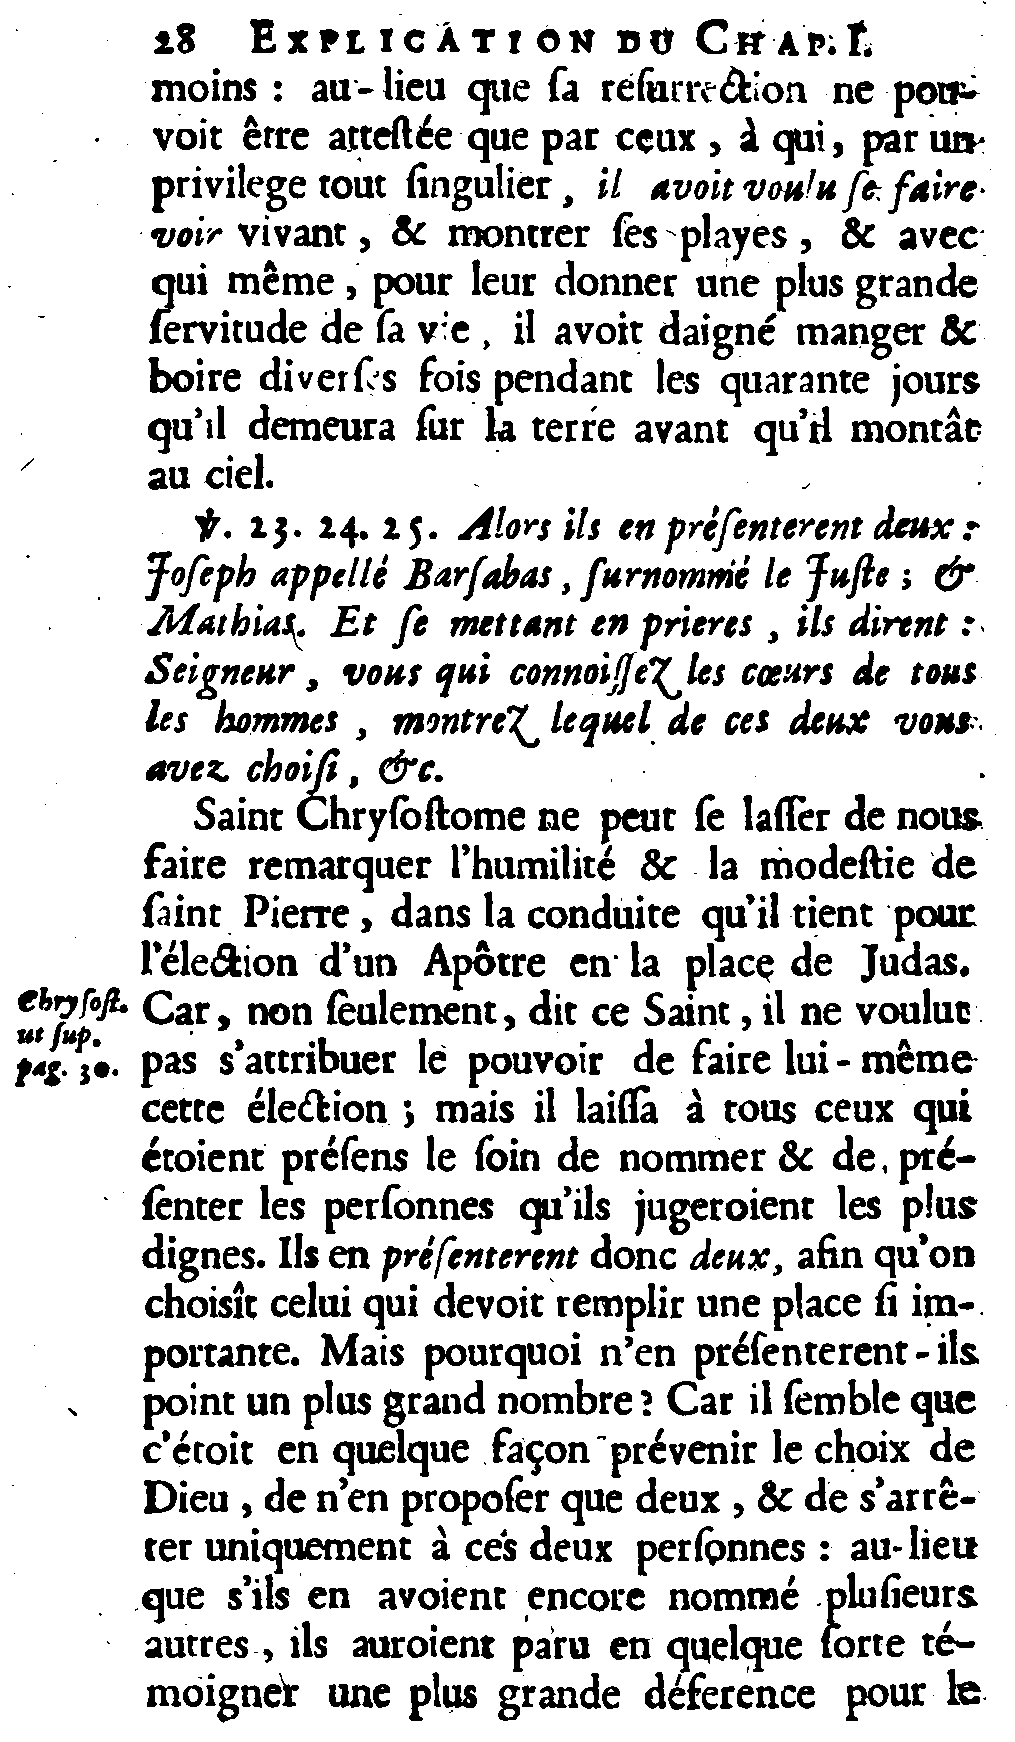 28 EXPLICATION DU CHAP. I.
moins : au-lieu que ſa reſurrection ne pou-
voit être atteſtée que par ceux , à qui, par un
privilege tout ſingulier , il avoit voulu ſe faire
voir vivant , & montrer ſes playes , & avec
qui même , pour leur donner une plus grande
ſervitude de ſa vie , il avoit daigné manger &
boire diverſes fois pendant les quarante jours
qu'il demeura ſur la terre avant qu'il montât
au ciel.
℣. 23. 24. 25. Alors ils en préſenterent deux :
Joſeph appellé Barſabas , ſurnommé le Juſte ; &
Mathias. Et ſe mettant en prieres , ils dirent :
Seigneur , vous qui connoiſſez les cœurs de tous
les hommes , montrez lequel de ces deux vous
avez choiſi , &c.
Saint Chryſoſtome ne peut ſe laſſer de nous
faire remarquer l'humilité & la modeſtie de
ſaint Pierre , dans la conduite qu'il tient pour
l'élection d'un Apôtre en la place de Judas.
Chryſoſt.
ut ſup.
pag. 30.
Car, non ſeulement, dit ce Saint, il ne voulut
pas s'attribuer le pouvoir de faire lui-même
cette élection ; mais il laiſſa à tous ceux qui
étoient préſens le ſoin de nommer & de pré-
ſenter les perſonnes qu'ils jugeroient les plus
dignes. Ils en préſenterent donc deux, afin qu'on
choisît celui qui devoit remplir une place ſi im-
portante. Mais pourquoi n'en préſenterent-ils
point un plus grand nombre ? Car il ſemble que
c'étoit en quelque façon prévenir le choix de
Dieu , de n'en propoſer que deux , & de s'arrê-
ter uniquement à ces deux perſonnes : au-lieu
que s'ils en avoient encore nommé pluſieurs
autres , ils auroient paru en quelque ſorte té-
moigner une plus grande déference pour le